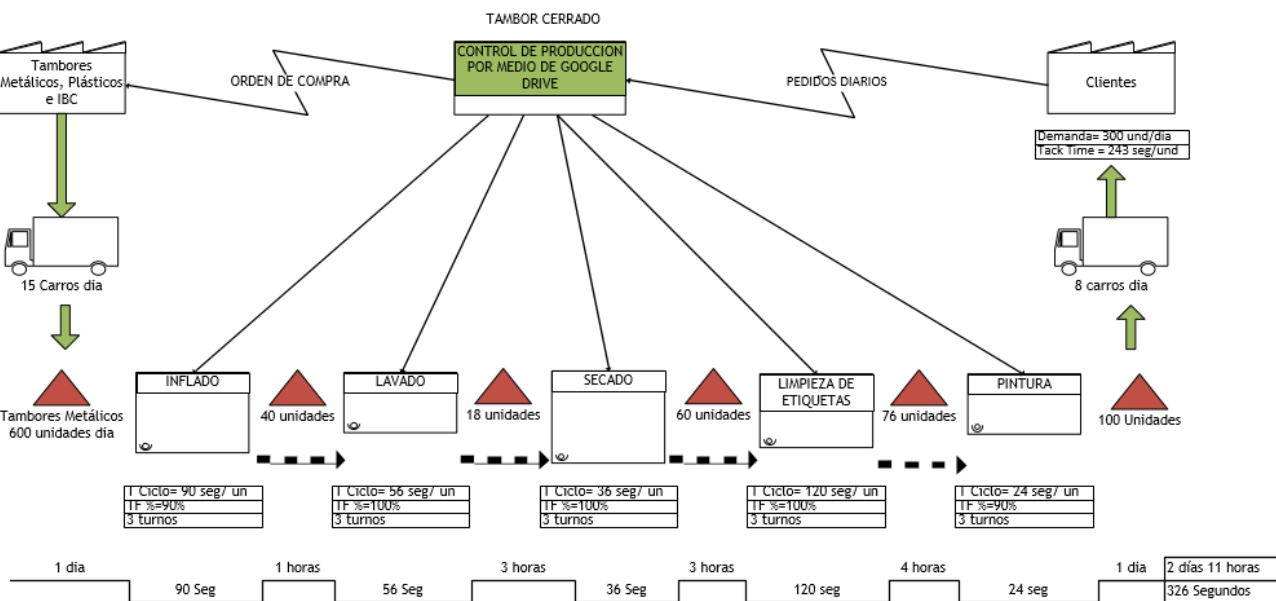 TAMBOR CERRADO
Tambores
Metálicos, Plásticos
e IBC
ORDEN DE COMPRA
CONTROL DE PRODUCCION
POR MEDIO DE GOOGLE
DRIVE
PEDIDOS DIARIOS
Clientes
Demanda= 300 und/dia
Tack Time = 243 seg/und
15 Carros dia
8 carros dia
Tambores Metálicos
600 unidades dia
INFLADO
40 unidades
LAVADO
18 unidades
SECADO
60 unidades
LIMPIEZA DE
ETIQUETAS
76 unidades
PINTURA
100 Unidades
T Ciclo= 90 seg/ un
TF %=90%
3 turnos
T Ciclo= 56 seg/ un
TF %=100%
3 turnos
T Ciclo= 36 seg/ un
TF %=100%
3 turnos
T Ciclo= 120 seg/ un
TF %=100%
3 turnos
T Ciclo= 24 seg/ un
TF %=90%
3 turnos
1 dia
90 Seg
1 horas
56 Seg
3 horas
36 Seg
3 horas
120 seg
4 horas
24 seg
1 dia
2 días 11 horas
326 Segundos